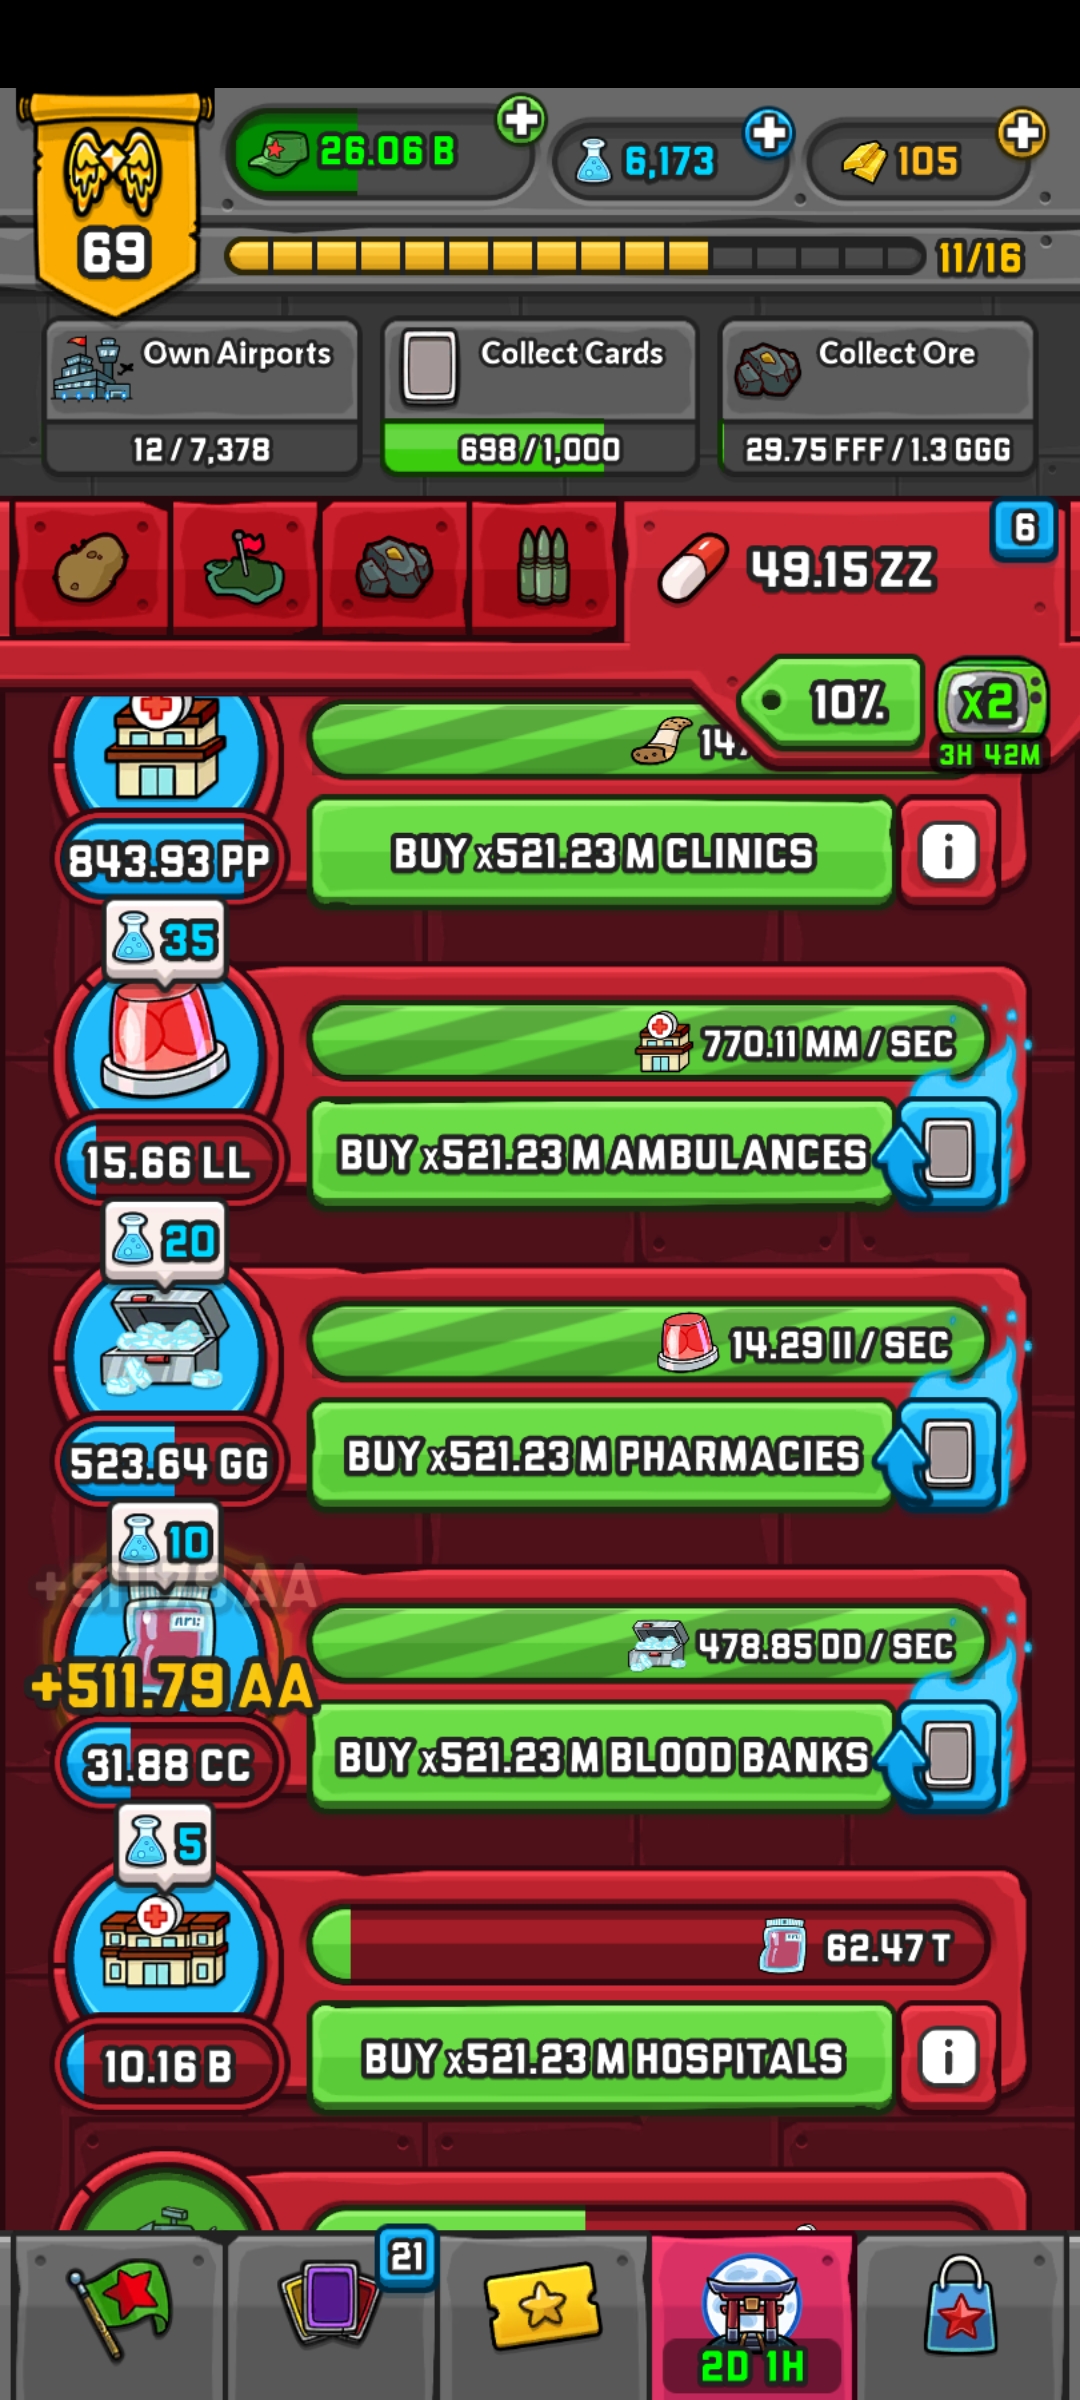 69
26.06 B
6,173
105
11/16
Own Airports
12 / 7,378
Collect Cards
698 / 1,000
Collect Ore
29.75 FFF / 1.3 GGG
49.15 ZZ
6
10%
x2
3H 42M
843.93 PP
BUY x521.23 M CLINICS
i
35
770.11 MM / SEC
15.66 LL
BUY x521.23 M AMBULANCES
20
14.29 II / SEC
523.64 GG
BUY x521.23 M PHARMACIES
10
+511.79 AA
478.85 DD / SEC
31.88 CC
BUY x521.23 M BLOOD BANKS
5
62.47 T
10.16 B
BUY x521.23 M HOSPITALS
i
21
2D 1H